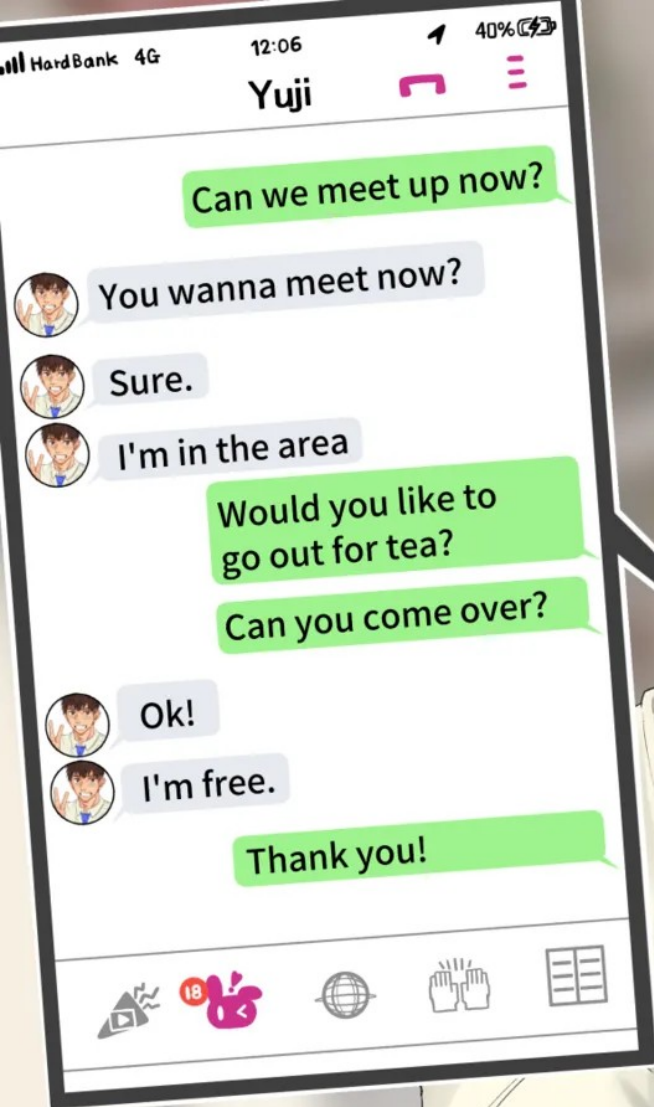 HardBank 4G 12:06 40%
Yuji
Can we meet up now?
You wanna meet now?
Sure.
I'm in the area
Would you like to
go out for tea?
Can you come over?
Ok!
I'm free.
Thank you!
18